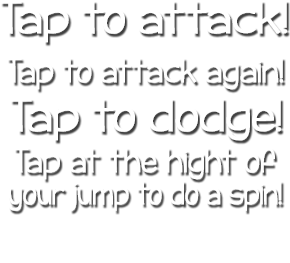 Tap to attack!
Tap to attack again!
Tap to dodge!
Tap at the hight of
your jump to do a spin!